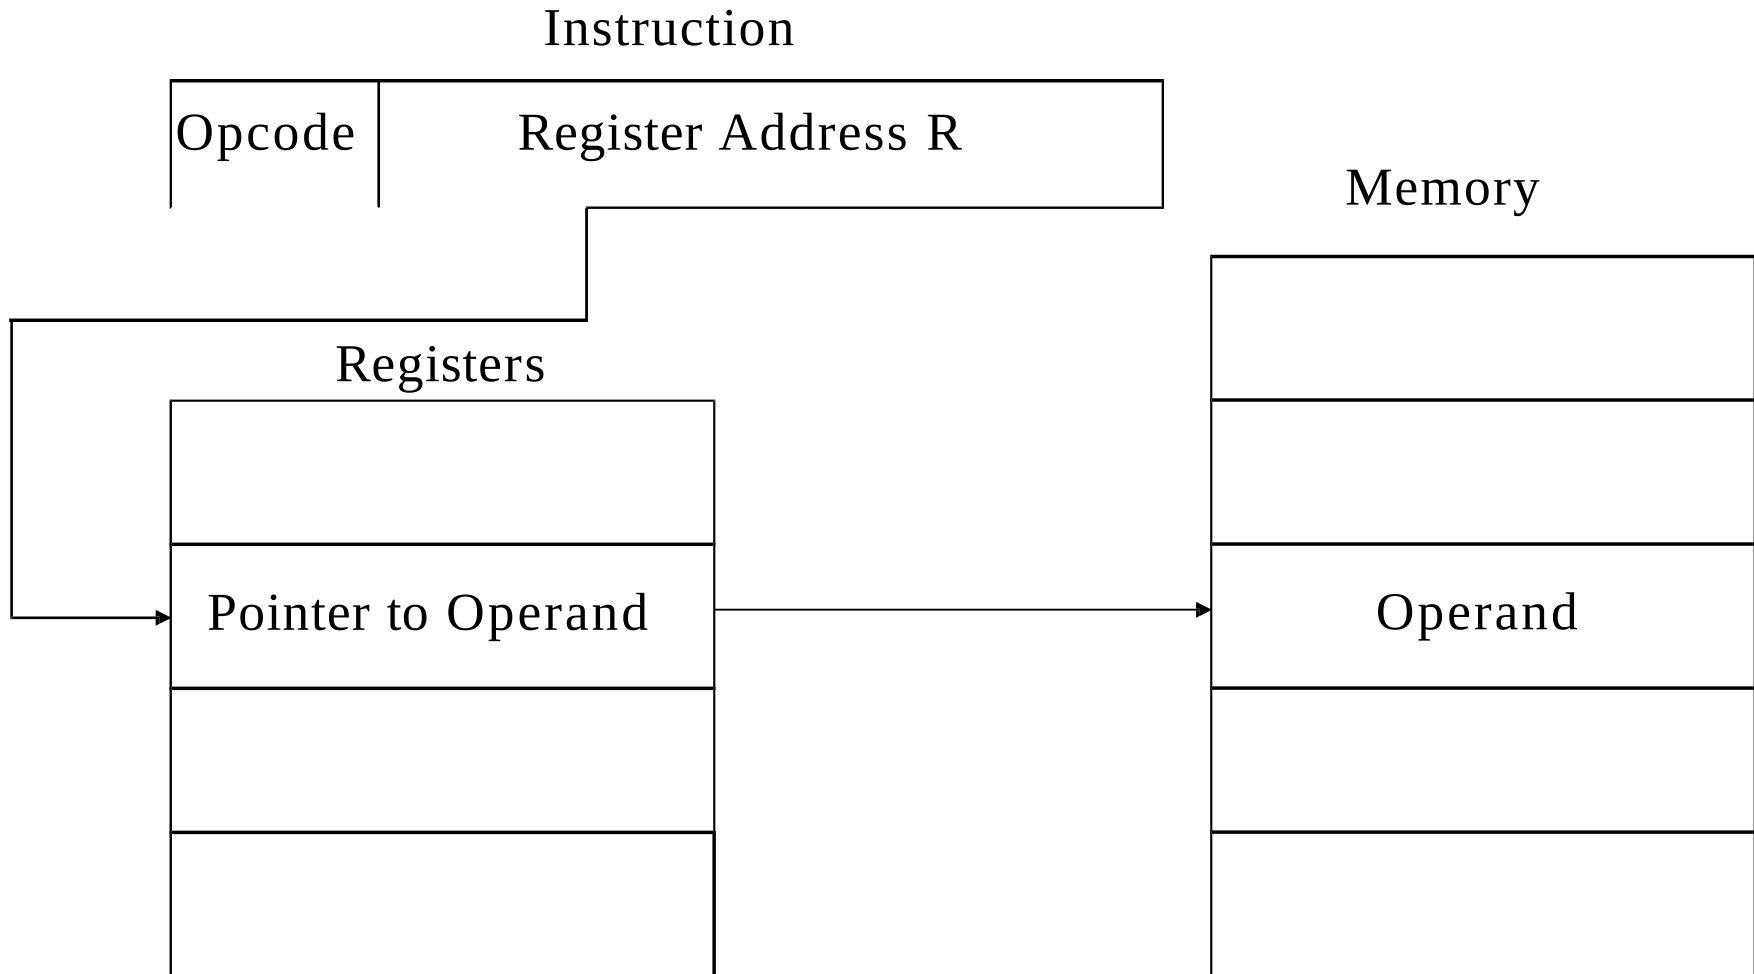 Instruction
Opcode Register Address R
Memory
Registers
Pointer to Operand Operand